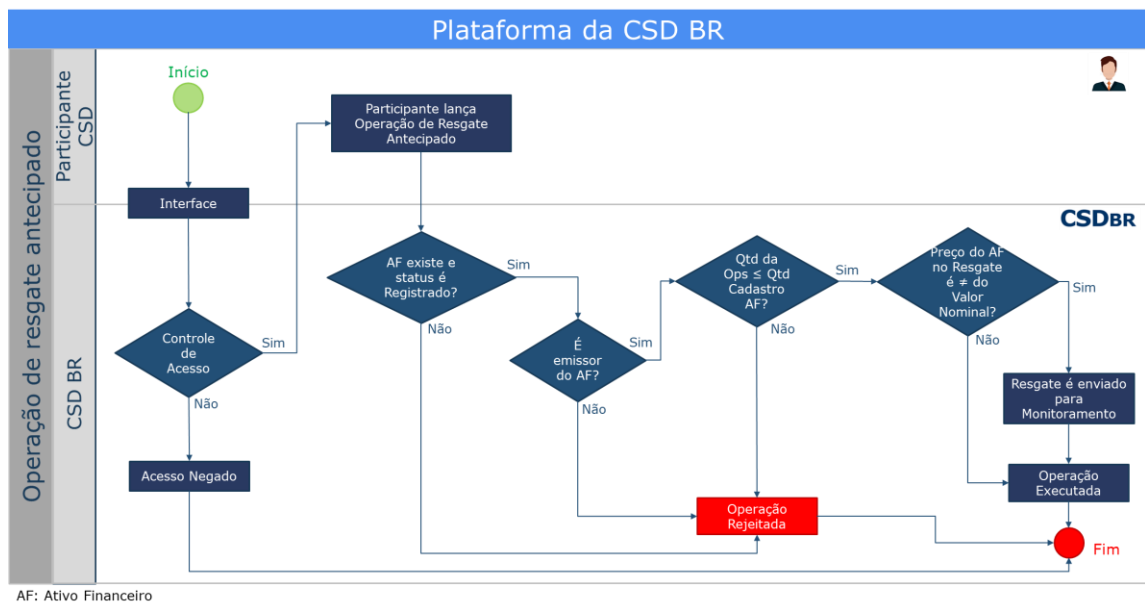 Plataforma da CSD BR
Operação de resgate antecipado
Participante
CSD
CSD BR
Início
Participante lança
Operação de Resgate
Antecipado
Interface
CSDBR
AF existe e
status é
Registrado?
Sim
Não
Qtd da
Ops ≤ Qtd
Cadastro
AF?
Sim
Não
Preço do AF
no Resgate
é ≠ do
Valor
Nominal?
Sim
Não
Controle
de
Acesso
Sim
Não
É
emissor
do AF?
Sim
Não
Resgate é enviado
para
Monitoramento
Acesso Negado
Operação
Executada
Operação
Rejeitada
Fim
AF: Ativo Financeiro